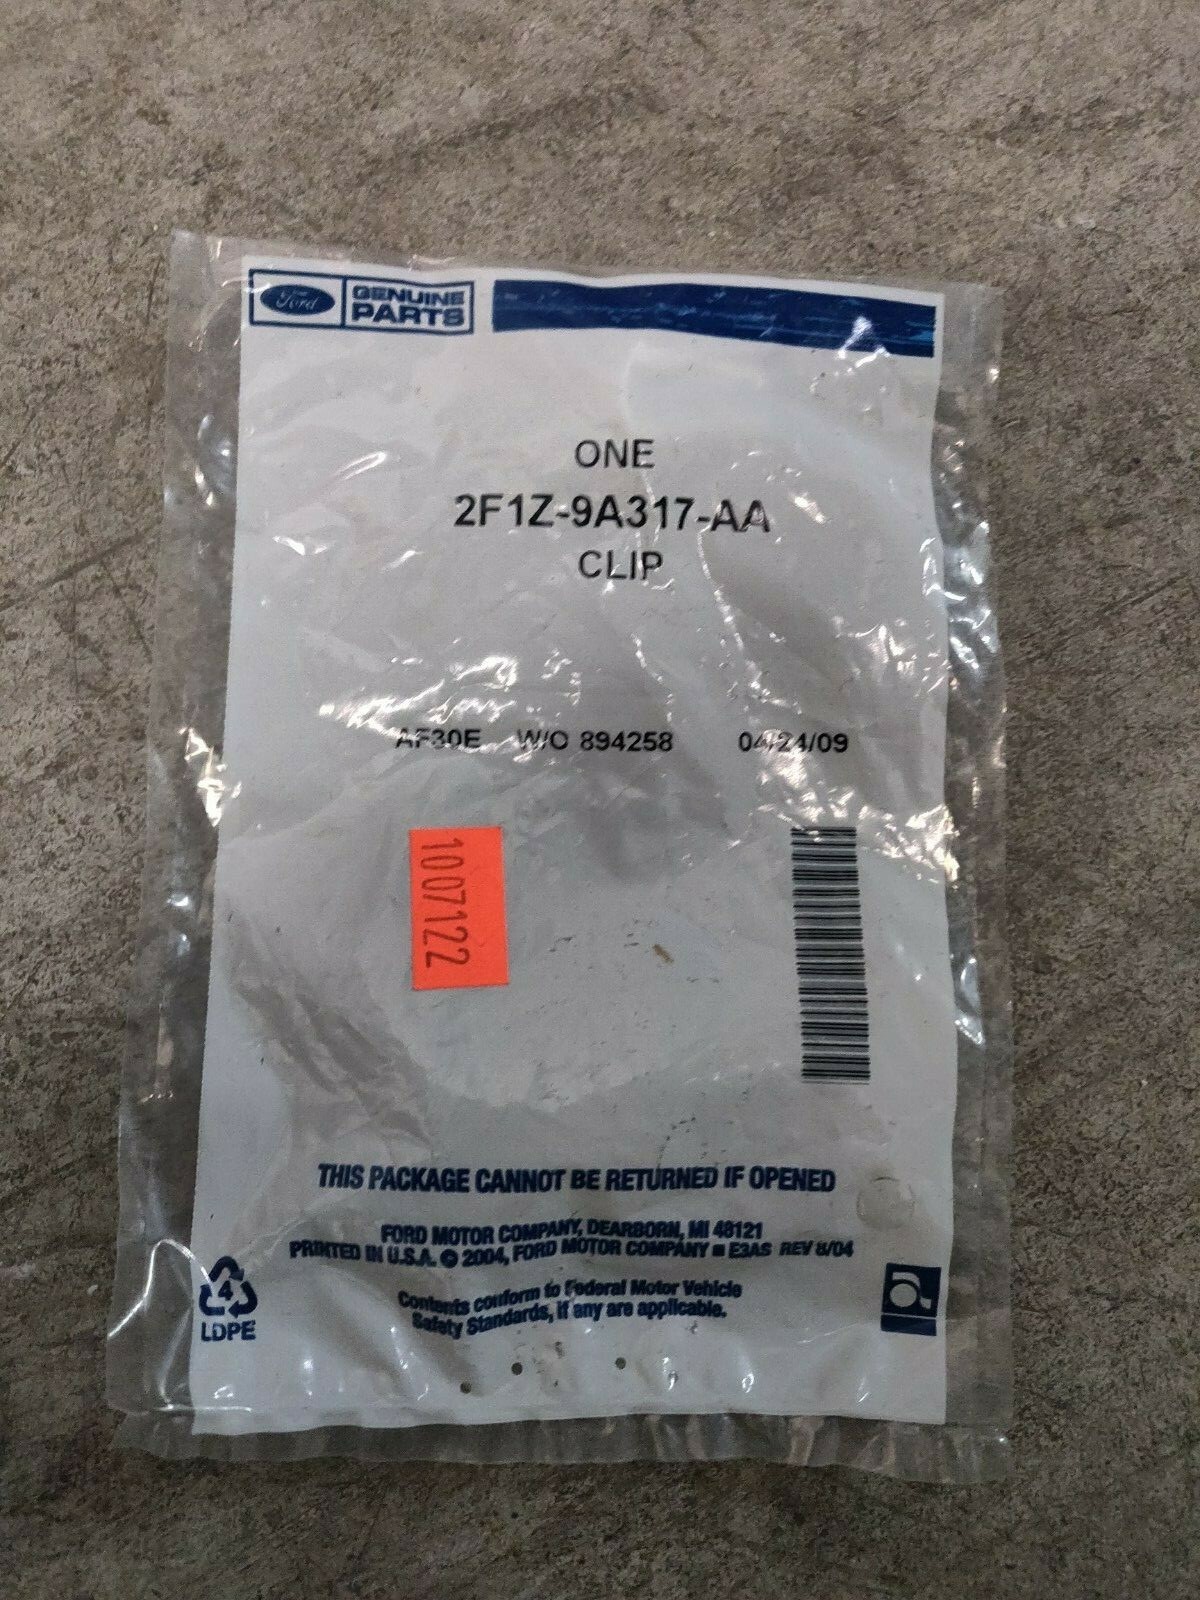 Ford
GENUINE
PARTS
ONE
2F1Z-9A317-AA
CLIP
AF30E W/O 894258 04/24/09
1007122
THIS PACKAGE CANNOT BE RETURNED IF OPENED
FORD MOTOR COMPANY, DEARBORN, MI 48121
PRINTED IN U.S.A. © 2004, FORD MOTOR COMPANY ■ E3AS REV 8/04
Contents conform to Federal Motor Vehicle
Safety Standards, if any are applicable.
4
LDPE